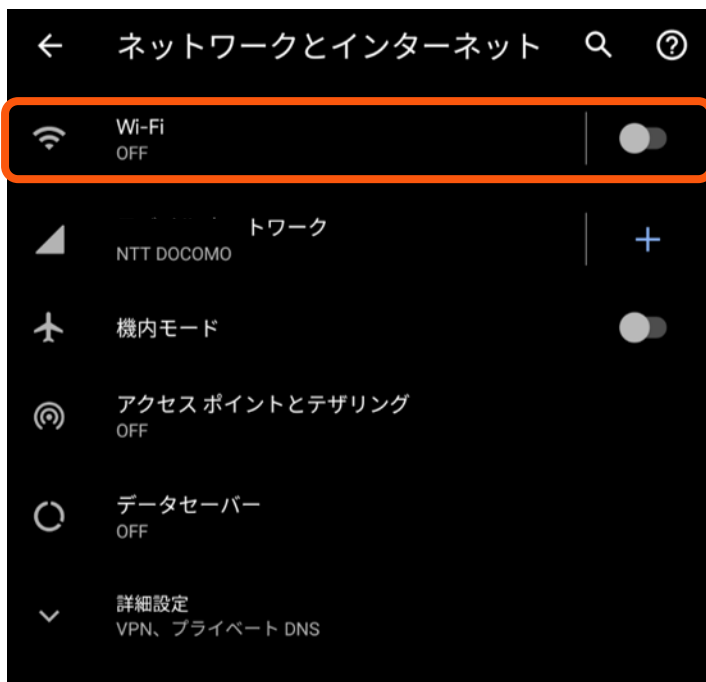 ネットワークとインターネット
Wi-Fi
OFF
トワーク
NTT DOCOMO
機内モード
アクセス ポイントとテザリング
OFF
データセーバー
OFF
詳細設定
VPN、プライベート DNS